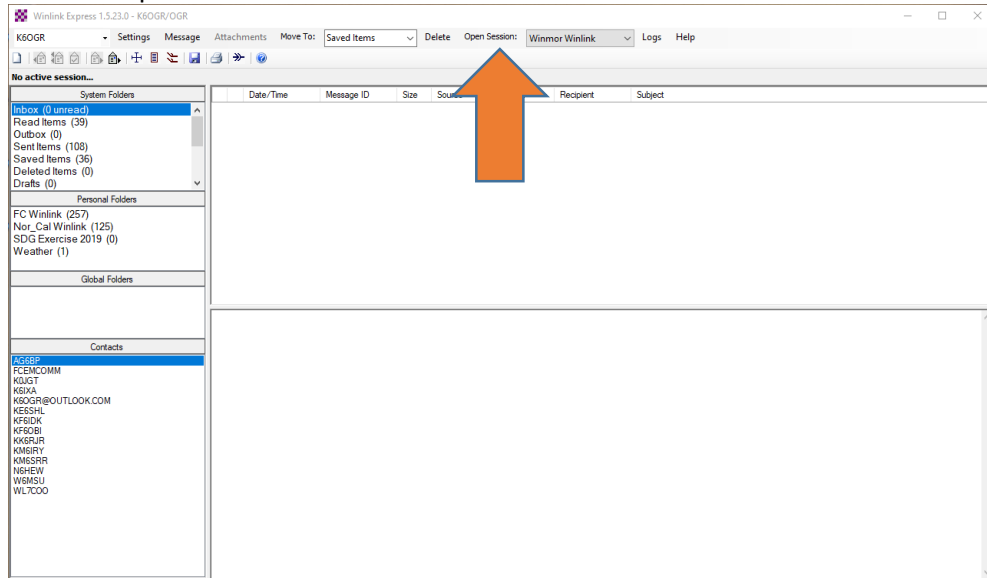 Winlink Express 1.5.23.0 - K6OGR/OGR
K6OGR Settings Message Attachments Move To: Saved Items Delete Open Session: Winmor Winlink Logs Help
No active session...
System Folders
Inbox (0 unread)
Read Items (39)
Outbox (0)
Sent Items (108)
Saved Items (36)
Deleted Items (0)
Drafts (0)
Personal Folders
FC Winlink (257)
Nor_Cal Winlink (125)
SDG Exercise 2019 (0)
Weather (1)
Global Folders
Contacts
AG6BP
FCEMCOMM
K0JGT
K6IXA
K6OGR@OUTLOOK.COM
KE6SHL
KF6IDK
KF6OBI
KK6RJR
KM6IRY
KM6SRR
N6HEW
W6MSU
WL7COO
Date/Time Message ID Size Source Recipient Subject